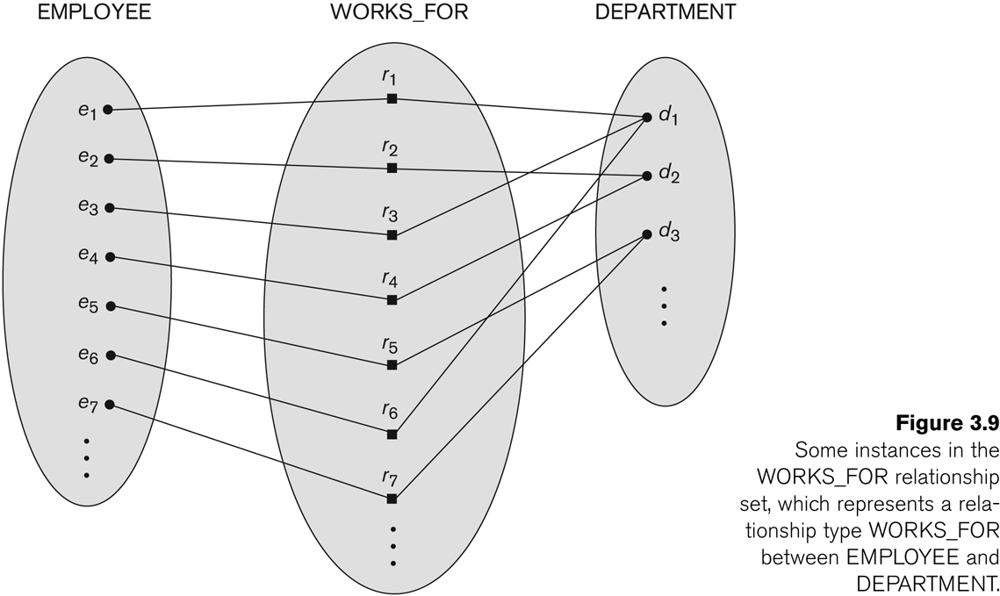 EMPLOYEE WORKS_FOR DEPARTMENT
e1
e2
e3
e4
e5
e6
e7
r1
r2
r3
r4
r5
r6
r7
d1
d2
d3
Figure 3.9
Some instances in the
WORKS_FOR relationship
set, which represents a rela-
tionship type WORKS_FOR
between EMPLOYEE and
DEPARTMENT.